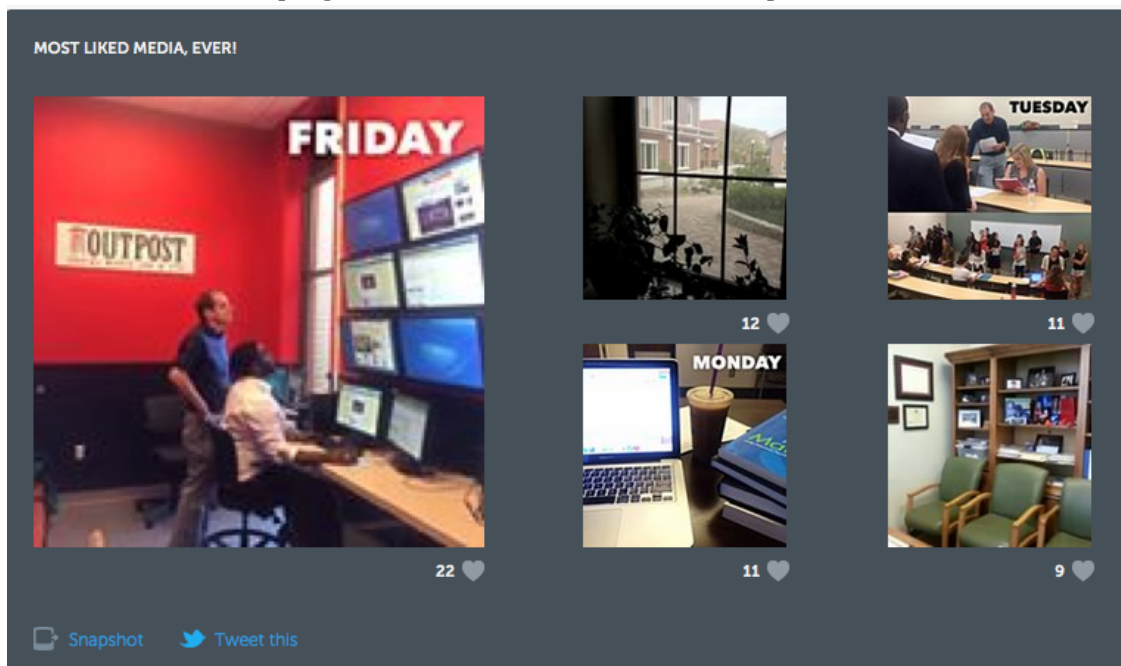 MOST LIKED MEDIA, EVER!
FRIDAY
OUTPOST
22
12
TUESDAY
11
MONDAY
11
9
Snapshot
Tweet this